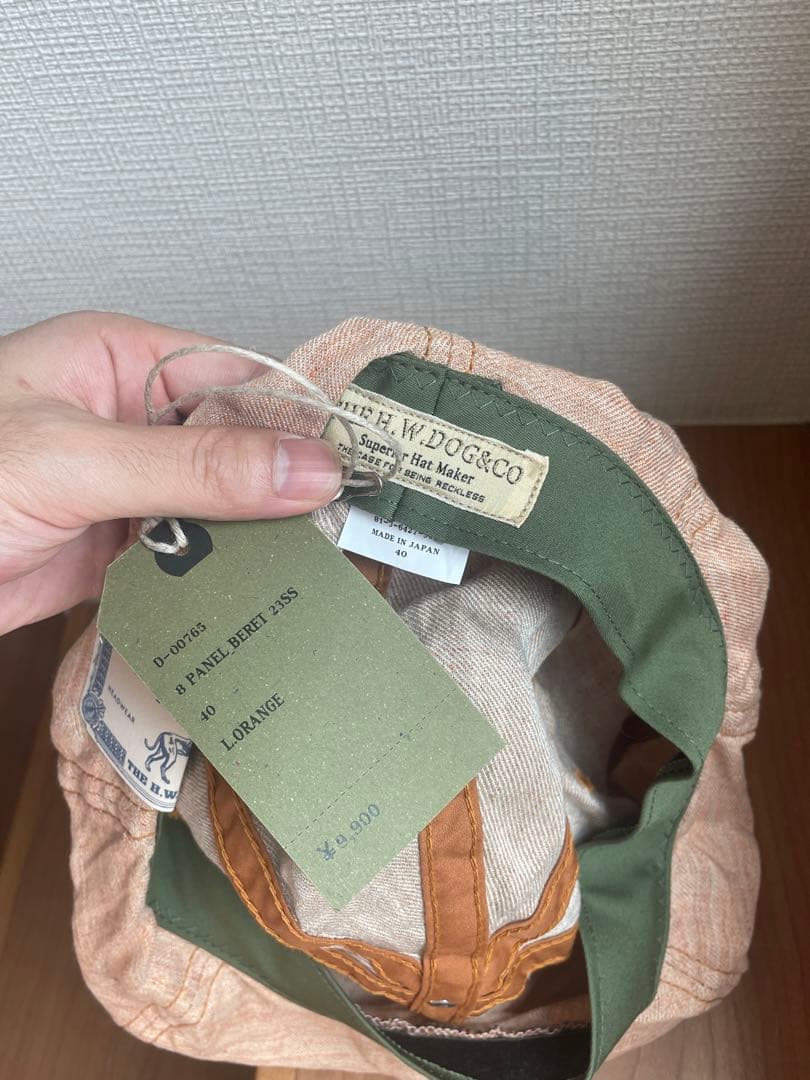 THE H.W.DOG&CO
Superior Hat Maker
THE CASE FOR BEING RECKLESS
MADE IN JAPAN
40
D-00765
8 PANEL BERET 23SS
40
L.ORANGE
¥9,900
HEADWEAR
THE H.W